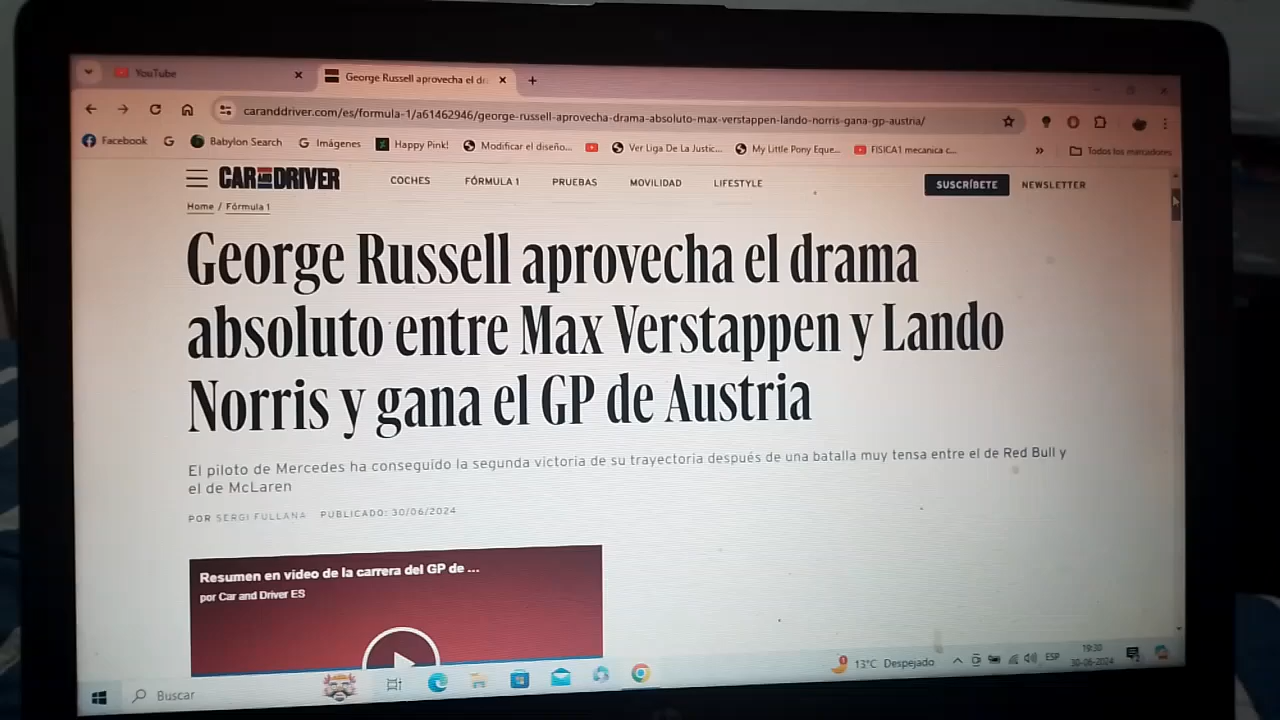 YouTube
George Russell aprovecha el dr
caranddriver.com/es/formula-1/a61462946/george-russell-aprovecha-drama-absoluto-max-verstappen-lando-norris-gana-gp-austria/
Facebook
Babylon Search
Imágenes
Happy Pink!
Modificar el diseño...
Ver Liga De La Justic...
My Little Pony Eque...
FISICA1 mecanica c...
»
Todos los marcadores
CAR AND DRIVER
COCHES
FÓRMULA 1
PRUEBAS
MOVILIDAD
LIFESTYLE
SUSCRÍBETE
NEWSLETTER
Home / Fórmula 1
George Russell aprovecha el drama
absoluto entre Max Verstappen y Lando
Norris y gana el GP de Austria
El piloto de Mercedes ha conseguido la segunda victoria de su trayectoria después de una batalla muy tensa entre el de Red Bull y
el de McLaren
POR SERGI FULLANA PUBLICADO: 30/06/2024
Resumen en video de la carrera del GP de ...
por Car and Driver ES
Buscar
13°C Despejado
ESP
19:30
30-06-2024